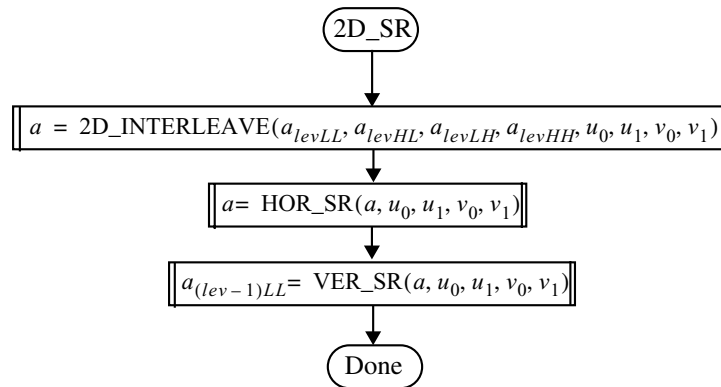 2D_SR
a = 2D_INTERLEAVE(a_levLL, a_levHL, a_levLH, a_levHH, u_0, u_1, v_0, v_1)
a= HOR_SR(a, u_0, u_1, v_0, v_1)
a_(lev – 1)LL= VER_SR(a, u_0, u_1, v_0, v_1)
Done